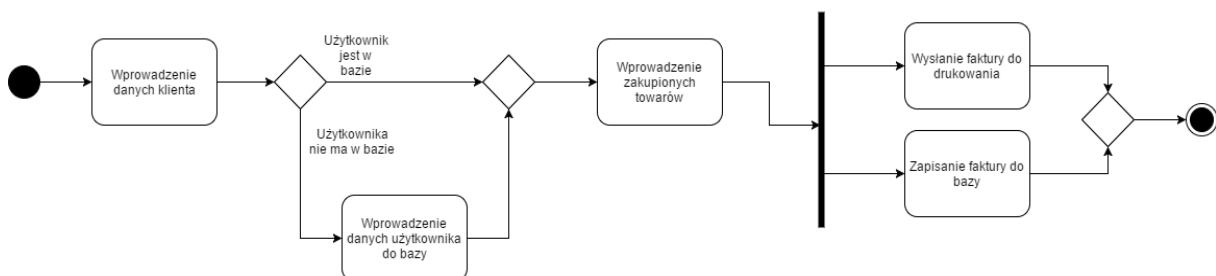 Wprowadzenie
danych klienta
Użytkownik
jest w
bazie
Użytkownika
nie ma w bazie
Wprowadzenie
danych użytkownika
do bazy
Wprowadzenie
zakupionych
towarów
Wysłanie faktury do
drukowania
Zapisanie faktury do
bazy